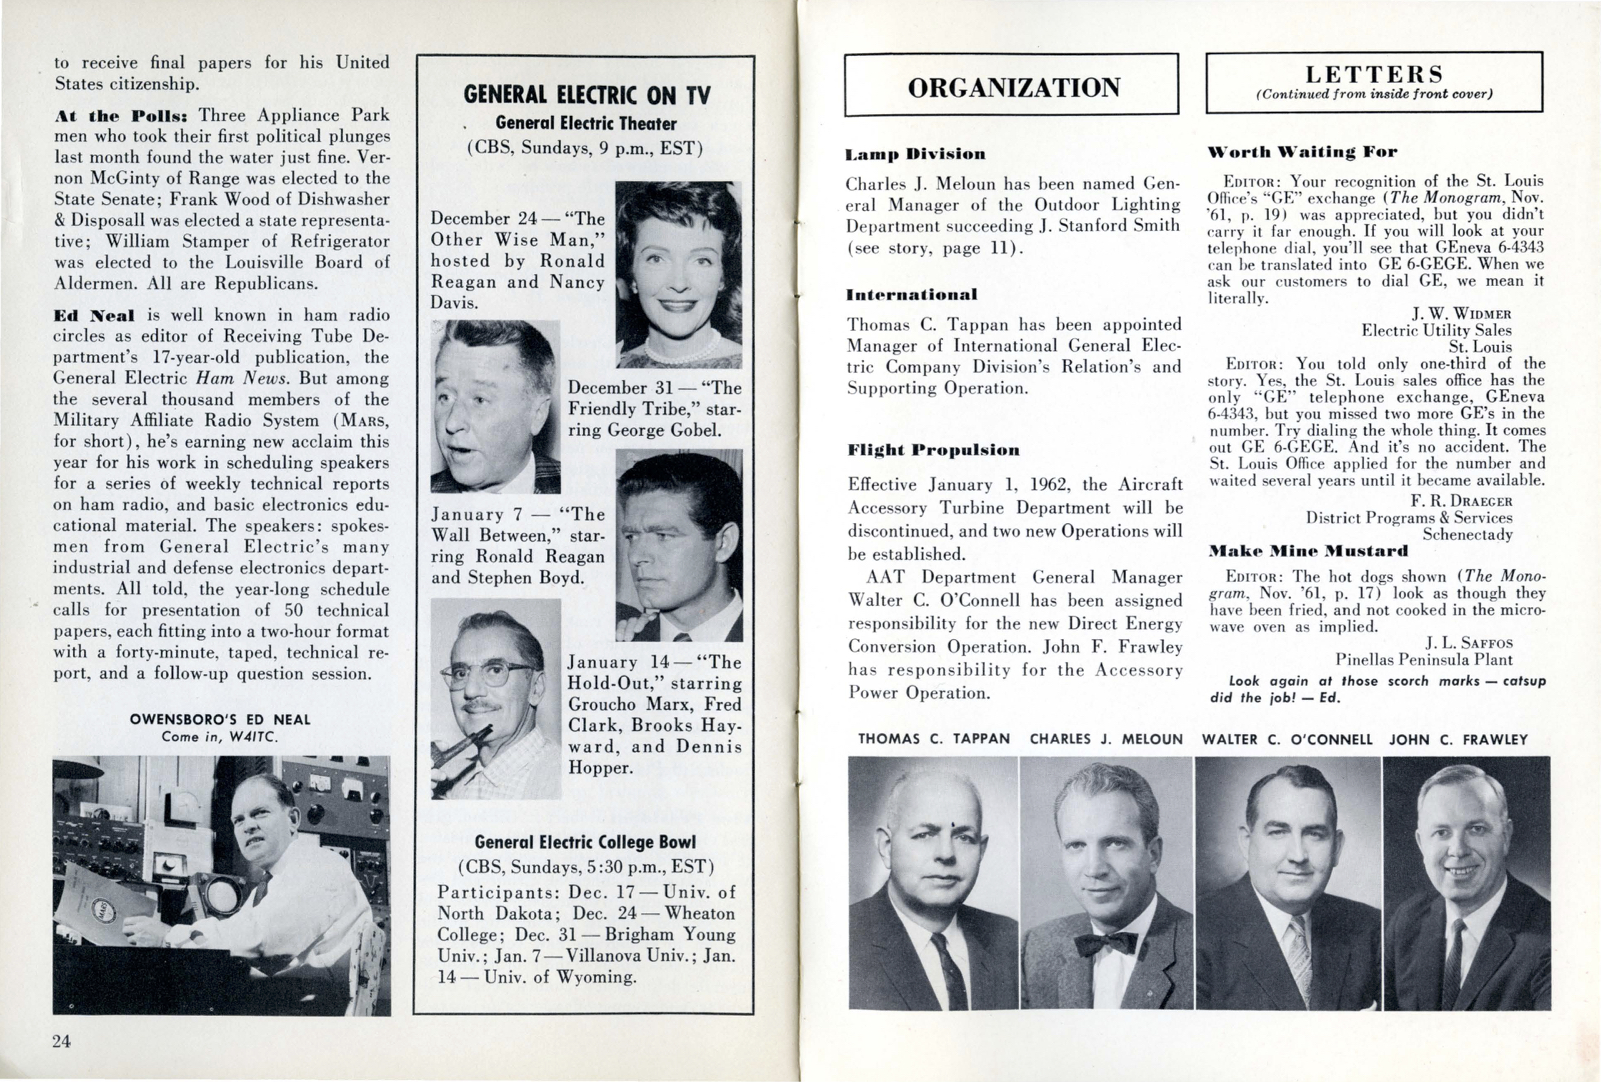 to receive final papers for his United
States citizenship.
At the Polls: Three Appliance Park
men who took their first political plunges
last month found the water just fine. Ver-
non McGinty of Range was elected to the
State Senate; Frank Wood of Dishwasher
& Disposall was elected a state representa-
tive; William Stamper of Refrigerator
was elected to the Louisville Board of
Aldermen. All are Republicans.
Ed Neal is well known in ham radio
circles as editor of Receiving Tube De-
partment's 17-year-old publication, the
General Electric Ham News. But among
the several thousand members of the
Military Affiliate Radio System (MARS,
for short), he's earning new acclaim this
year for his work in scheduling speakers
for a series of weekly technical reports
on ham radio, and basic electronics edu-
cational material. The speakers: spokes-
men from General Electric's many
industrial and defense electronics depart-
ments. All told, the year-long schedule
calls for presentation of 50 technical
papers, each fitting into a two-hour format
with a forty-minute, taped, technical re-
port, and a follow-up question session.
OWENSBORO'S ED NEAL
Come in, W4ITC.
MARS
24
GENERAL ELECTRIC ON TV
General Electric Theater
(CBS, Sundays, 9 p.m., EST)
December 24 — "The
Other Wise Man,"
hosted by Ronald
Reagan and Nancy
Davis.
December 31 — "The
Friendly Tribe," star-
ring George Gobel.
January 7 — "The
Wall Between," star-
ring Ronald Reagan
and Stephen Boyd.
January 14 — "The
Hold-Out," starring
Groucho Marx, Fred
Clark, Brooks Hay-
ward, and Dennis
Hopper.
General Electric College Bowl
(CBS, Sundays, 5:30 p.m., EST)
Participants: Dec. 17 — Univ. of
North Dakota; Dec. 24 — Wheaton
College; Dec. 31 — Brigham Young
Univ.; Jan. 7 — Villanova Univ.; Jan.
14 — Univ. of Wyoming.
ORGANIZATION
Lamp Division
Charles J. Meloun has been named Gen-
eral Manager of the Outdoor Lighting
Department succeeding J. Stanford Smith
(see story, page 11).
International
Thomas C. Tappan has been appointed
Manager of International General Elec-
tric Company Division's Relation's and
Supporting Operation.
Flight Propulsion
Effective January 1, 1962, the Aircraft
Accessory Turbine Department will be
discontinued, and two new Operations will
be established.
AAT Department General Manager
Walter C. O'Connell has been assigned
responsibility for the new Direct Energy
Conversion Operation. John F. Frawley
has responsibility for the Accessory
Power Operation.
LETTERS
(Continued from inside front cover)
Worth Waiting For
EDITOR: Your recognition of the St. Louis
Office's "GE" exchange (The Monogram, Nov.
'61, p. 19) was appreciated, but you didn't
carry it far enough. If you will look at your
telephone dial, you'll see that GEneva 6-4343
can be translated into GE 6-GEGE. When we
ask our customers to dial GE, we mean it
literally.
J. W. WIDMER
Electric Utility Sales
St. Louis
EDITOR: You told only one-third of the
story. Yes, the St. Louis sales office has the
only "GE" telephone exchange, GEneva
6-4343, but you missed two more GE's in the
number. Try dialing the whole thing. It comes
out GE 6-GEGE. And it's no accident. The
St. Louis Office applied for the number and
waited several years until it became available.
F. R. DRAEGER
District Programs & Services
Schenectady
Make Mine Mustard
EDITOR: The hot dogs shown (The Mono-
gram, Nov. '61, p. 17) look as though they
have been fried, and not cooked in the micro-
wave oven as implied.
J. L. SAFFOS
Pinellas Peninsula Plant
Look again at those scorch marks — catsup
did the job! — Ed.
THOMAS C. TAPPAN CHARLES J. MELOUN WALTER C. O'CONNELL JOHN C. FRAWLEY